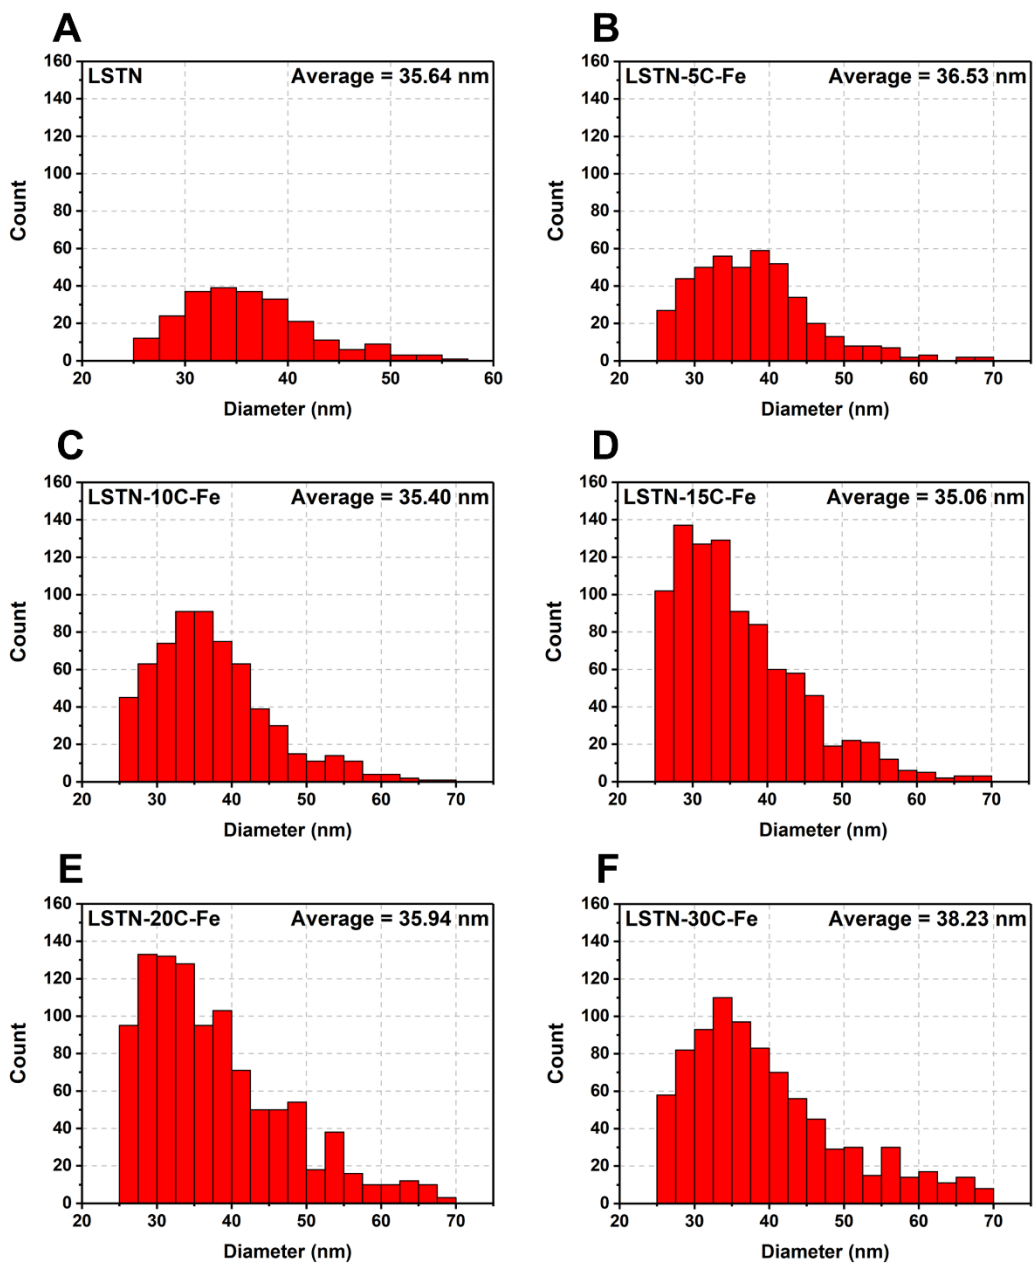 A
LSTN Average = 35.64 nm
160
140
120
100
80
60
40
20
0
Count
20 30 40 50 60
Diameter (nm)
B
LSTN-5C-Fe Average = 36.53 nm
160
140
120
100
80
60
40
20
0
Count
20 30 40 50 60 70
Diameter (nm)
C
LSTN-10C-Fe Average = 35.40 nm
160
140
120
100
80
60
40
20
0
Count
20 30 40 50 60 70
Diameter (nm)
D
LSTN-15C-Fe Average = 35.06 nm
160
140
120
100
80
60
40
20
0
Count
20 30 40 50 60 70
Diameter (nm)
E
LSTN-20C-Fe Average = 35.94 nm
160
140
120
100
80
60
40
20
0
Count
20 30 40 50 60 70
Diameter (nm)
F
LSTN-30C-Fe Average = 38.23 nm
160
140
120
100
80
60
40
20
0
Count
20 30 40 50 60 70
Diameter (nm)